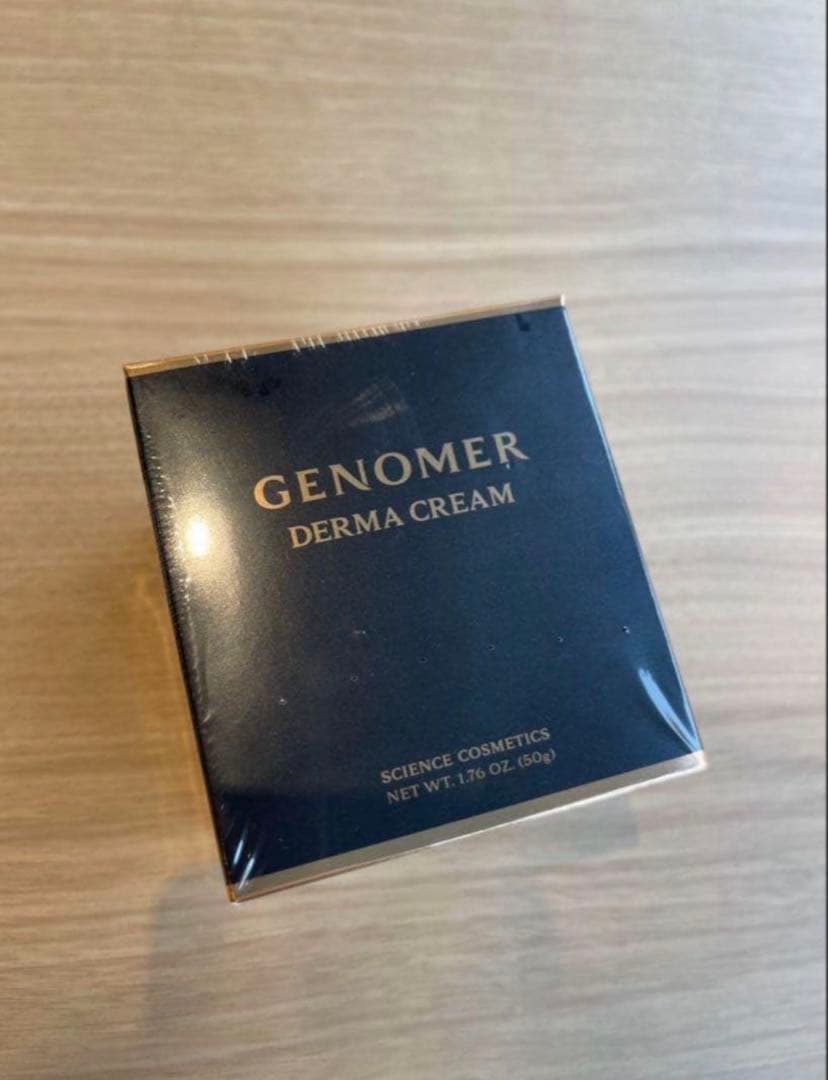 GENOMER
DERMA CREAM
SCIENCE COSMETICS
NET WT. 1.76 OZ. (50g)